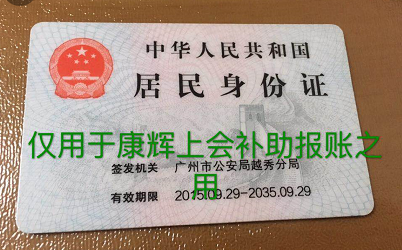 中华人民共和国
居民身份证
仅用于康辉上会补助报账之
用
签发机关 广州市公安局越秀分局
有效期限 2015.09.29-2035.09.29